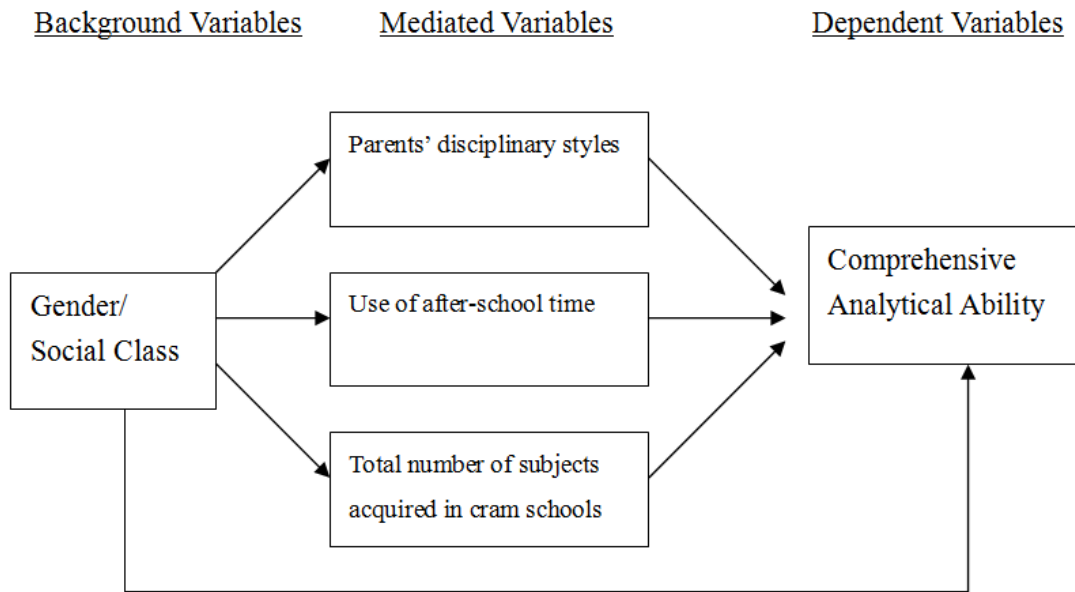 Background Variables
Mediated Variables
Dependent Variables
Parents’ disciplinary styles
Gender/
Social Class
Use of after-school time
Comprehensive
Analytical Ability
Total number of subjects
acquired in cram schools